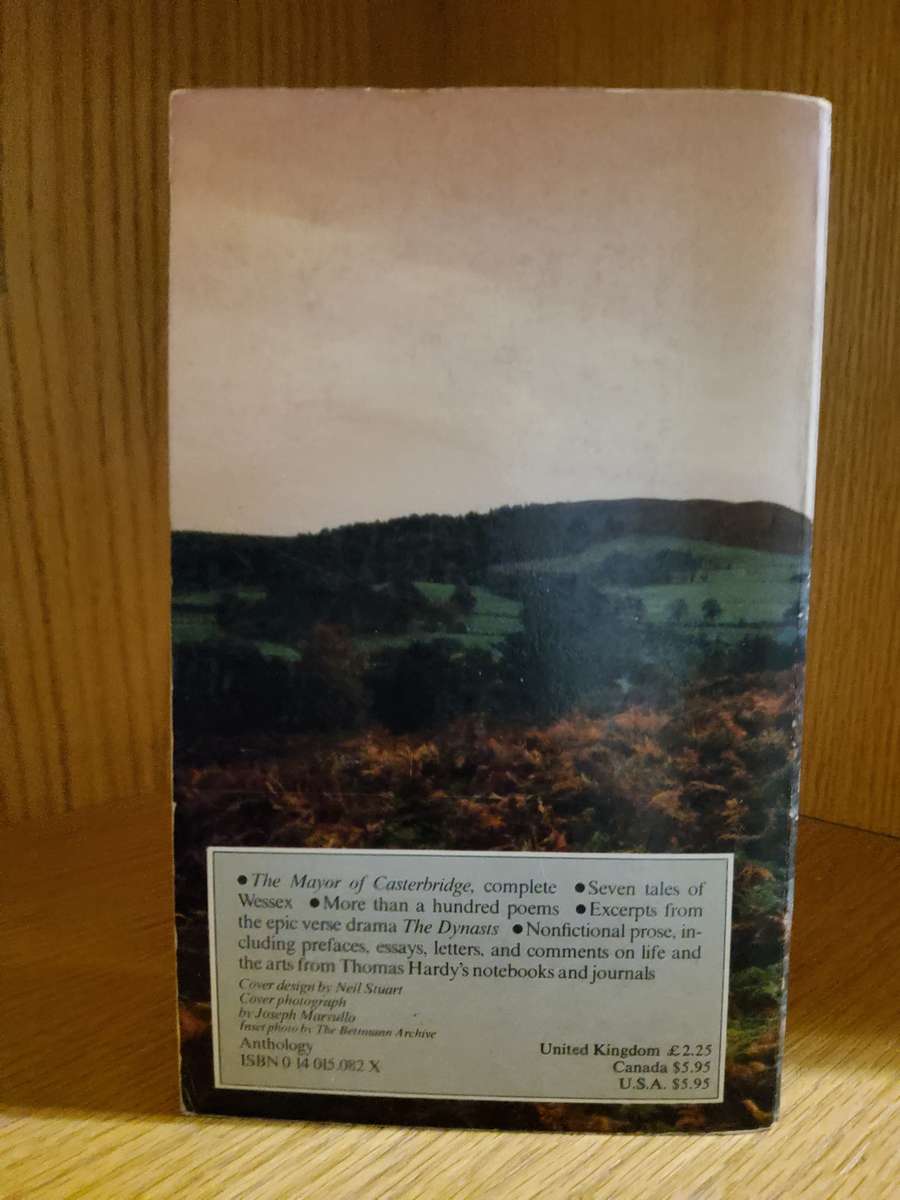 ● The Mayor of Casterbridge, complete ● Seven tales of
Wessex ● More than a hundred poems ● Excerpts from
the epic verse drama The Dynasts ● Nonfictional prose, in-
cluding prefaces, essays, letters, and comments on life and
the arts from Thomas Hardy's notebooks and journals
Cover design by Neil Stuart
Cover photograph
by Joseph Marvullo
Inset photo by The Bettmann Archive
Anthology
ISBN 0 14 015.082 X
United Kingdom £2.25
Canada $5.95
U.S.A. $5.95